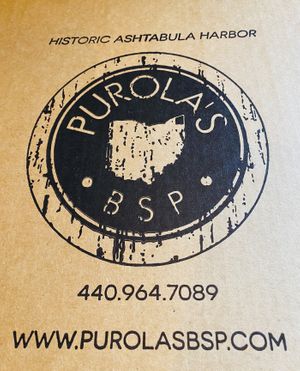 HISTORIC ASHTABULA HARBOR
PUROLA'S
BSP
440.964.7089
WWW.PUROLASBSP.COM